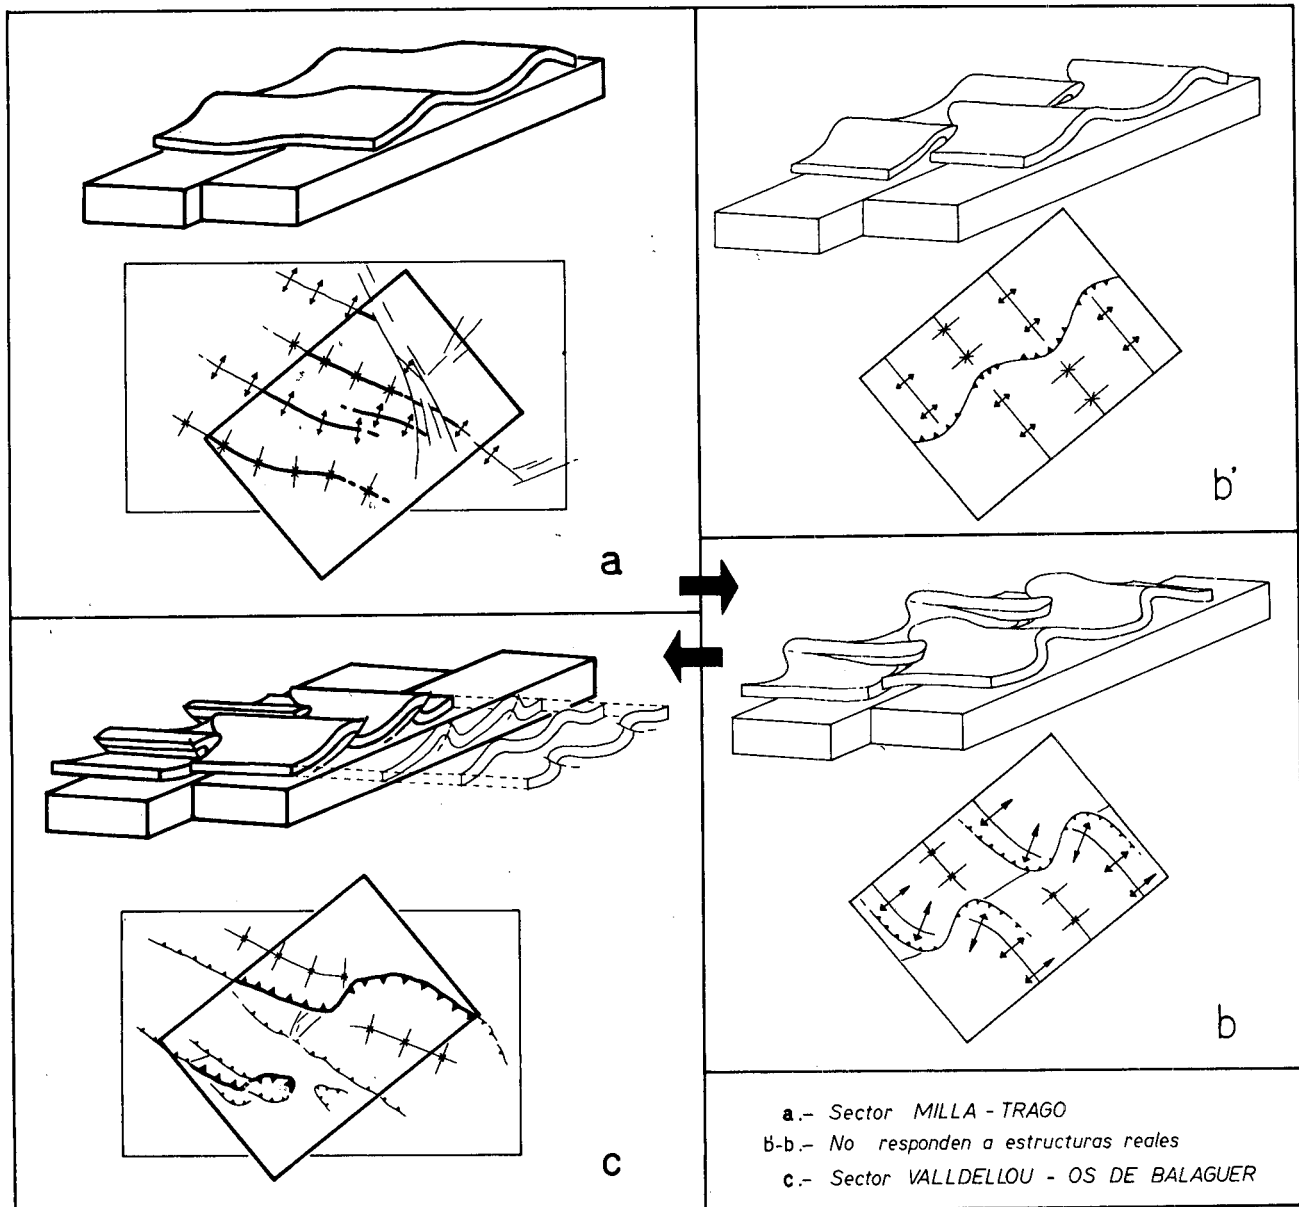 b'
a
b
c
a.- Sector MILLA - TRAGO
b'-b.- No responden a estructuras reales
c.- Sector VALLDELLOU - OS DE BALAGUER